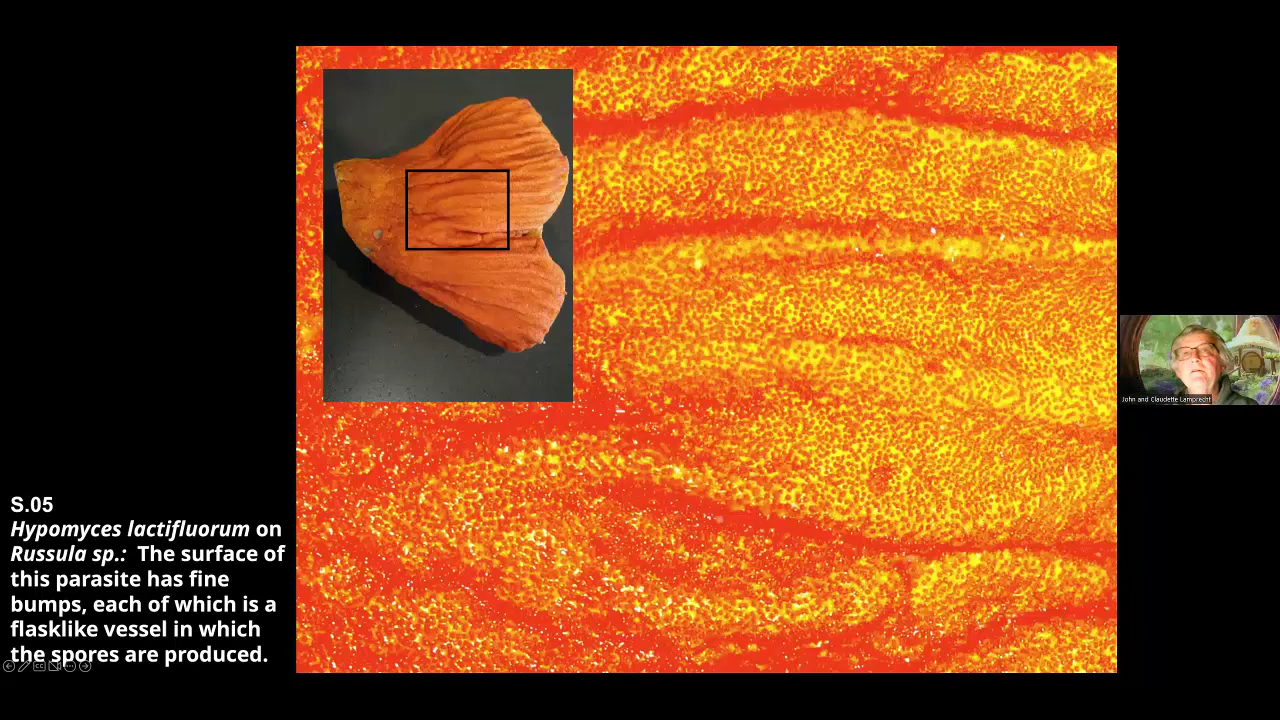 S.05
Hypomyces lactifluorum on
Russula sp.: The surface of
this parasite has fine
bumps, each of which is a
flasklike vessel in which
the spores are produced.
John and Claudette Lamprecht